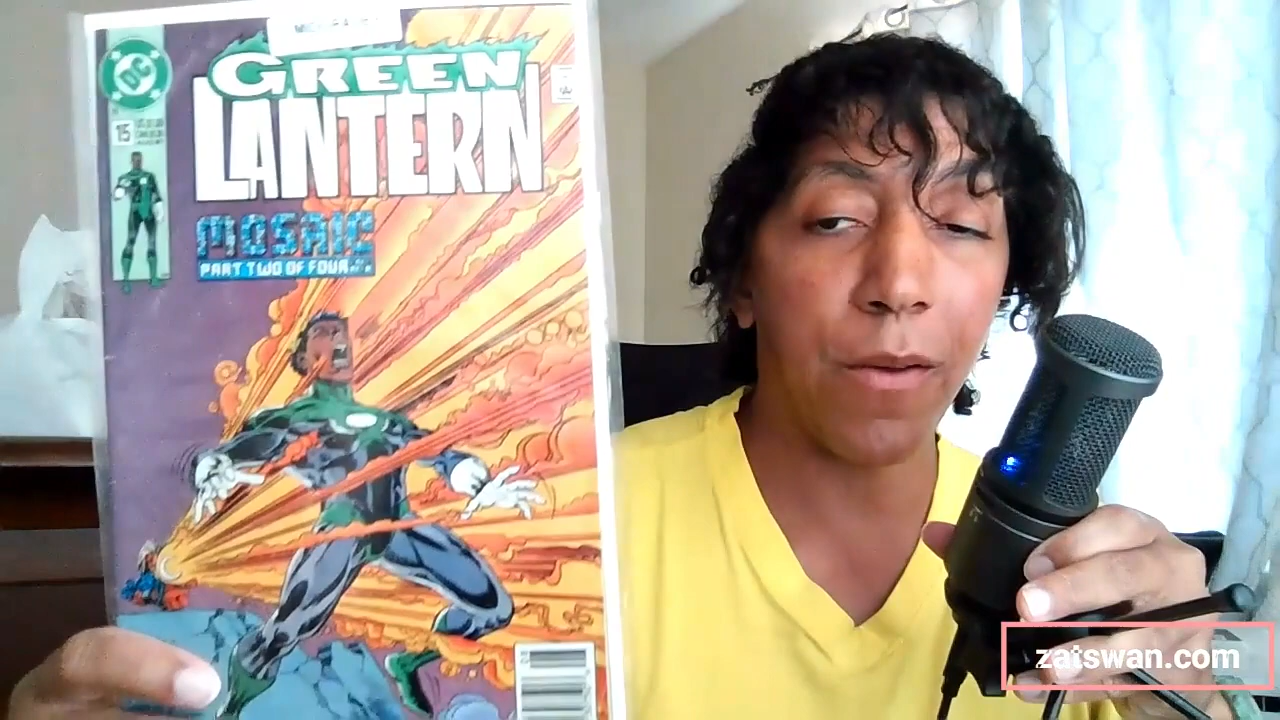 DC
GREEN
LANTERN
15
MOSAIC
PART TWO OF FOUR
zatswan.com